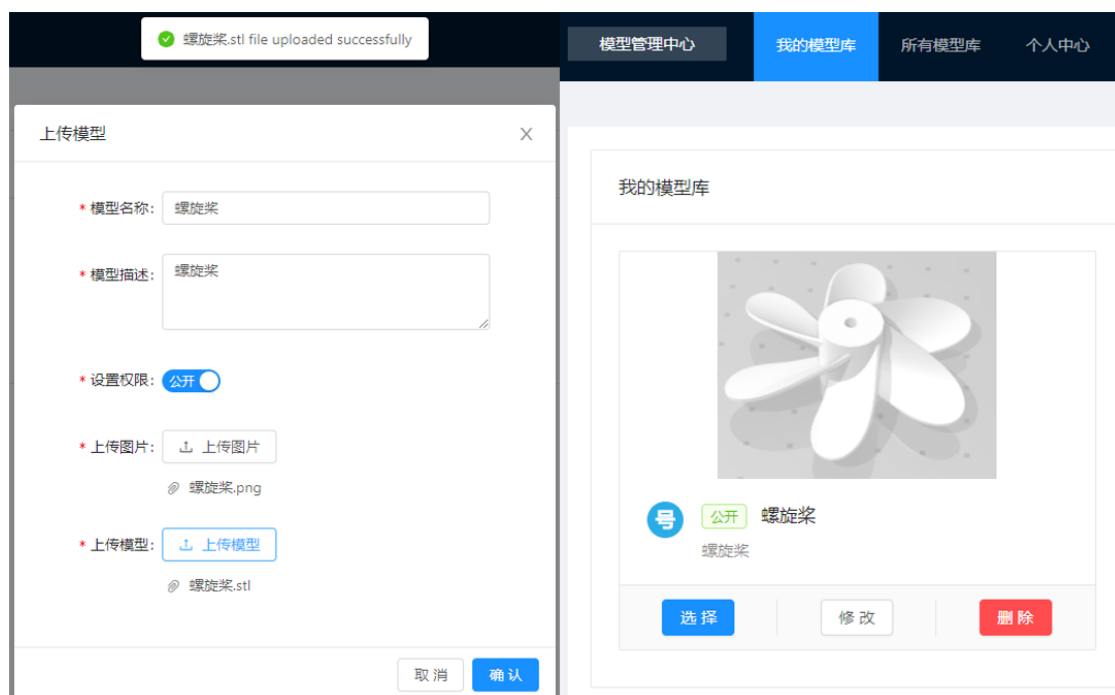 螺旋桨.stl file uploaded successfully
上传模型
* 模型名称: 螺旋桨
* 模型描述: 螺旋桨
* 设置权限: 公开
* 上传图片: 上传图片
螺旋桨.png
* 上传模型: 上传模型
螺旋桨.stl
取消 确认
模型管理中心 我的模型库 所有模型库 个人中心
我的模型库
号 公开 螺旋桨
螺旋桨
选择 修改 删除